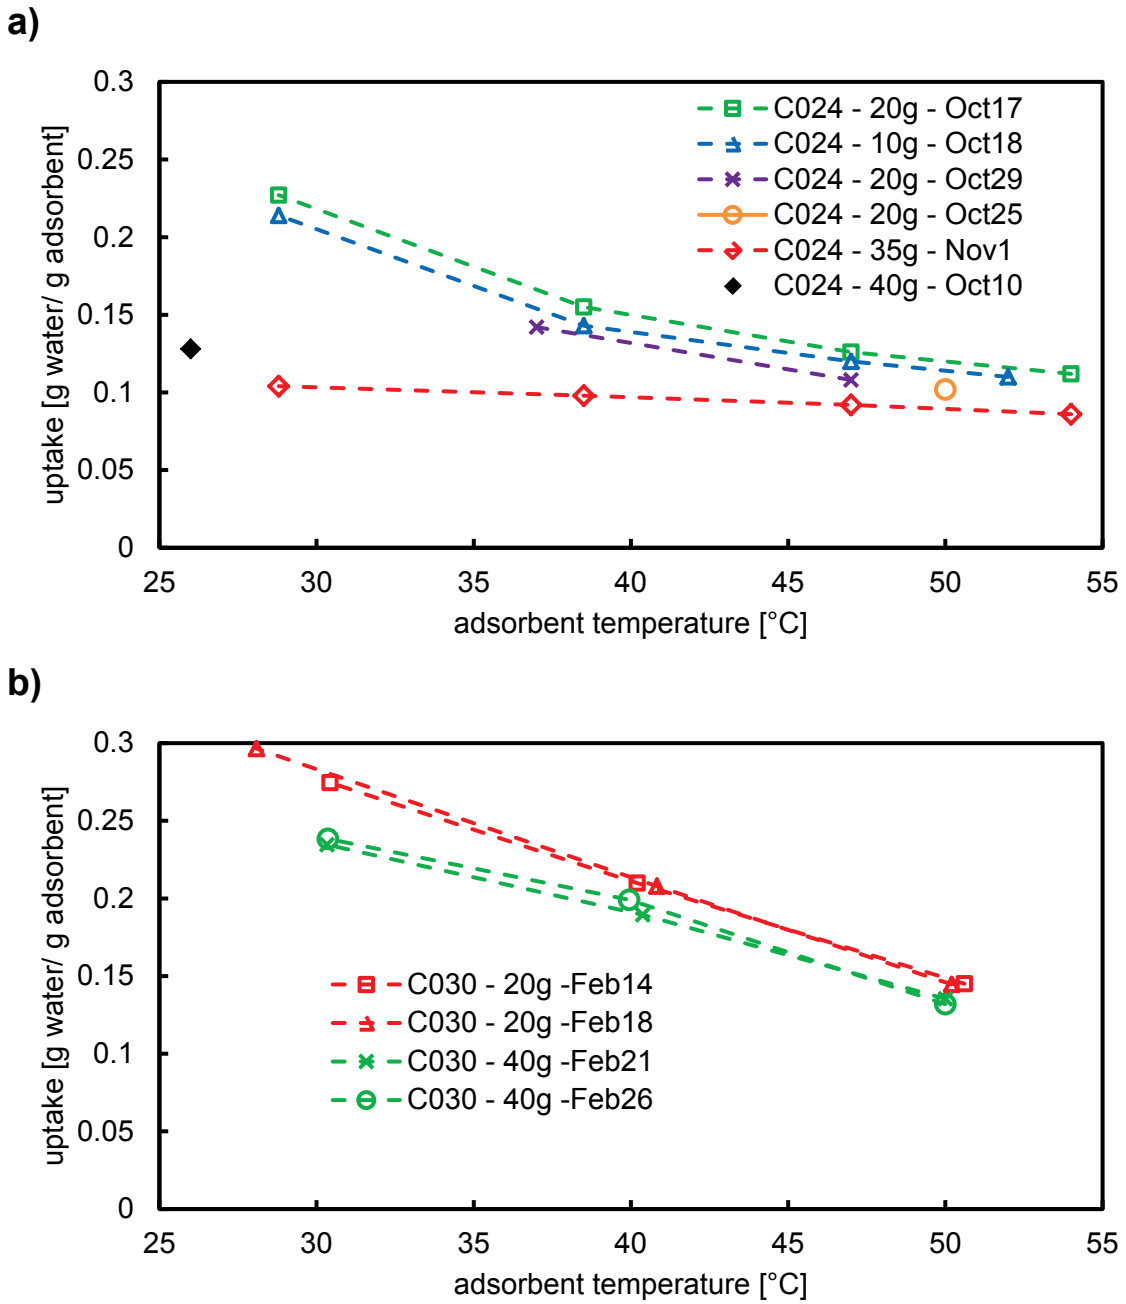 a)
uptake [g water/ g adsorbent]
0.3
0.25
0.2
0.15
0.1
0.05
0
C024 - 20g - Oct17
C024 - 10g - Oct18
C024 - 20g - Oct29
C024 - 20g - Oct25
C024 - 35g - Nov1
C024 - 40g - Oct10
25 30 35 40 45 50 55
adsorbent temperature [°C]
b)
uptake [g water/ g adsorbent]
0.3
0.25
0.2
0.15
0.1
0.05
0
C030 - 20g -Feb14
C030 - 20g -Feb18
C030 - 40g -Feb21
C030 - 40g -Feb26
25 30 35 40 45 50 55
adsorbent temperature [°C]